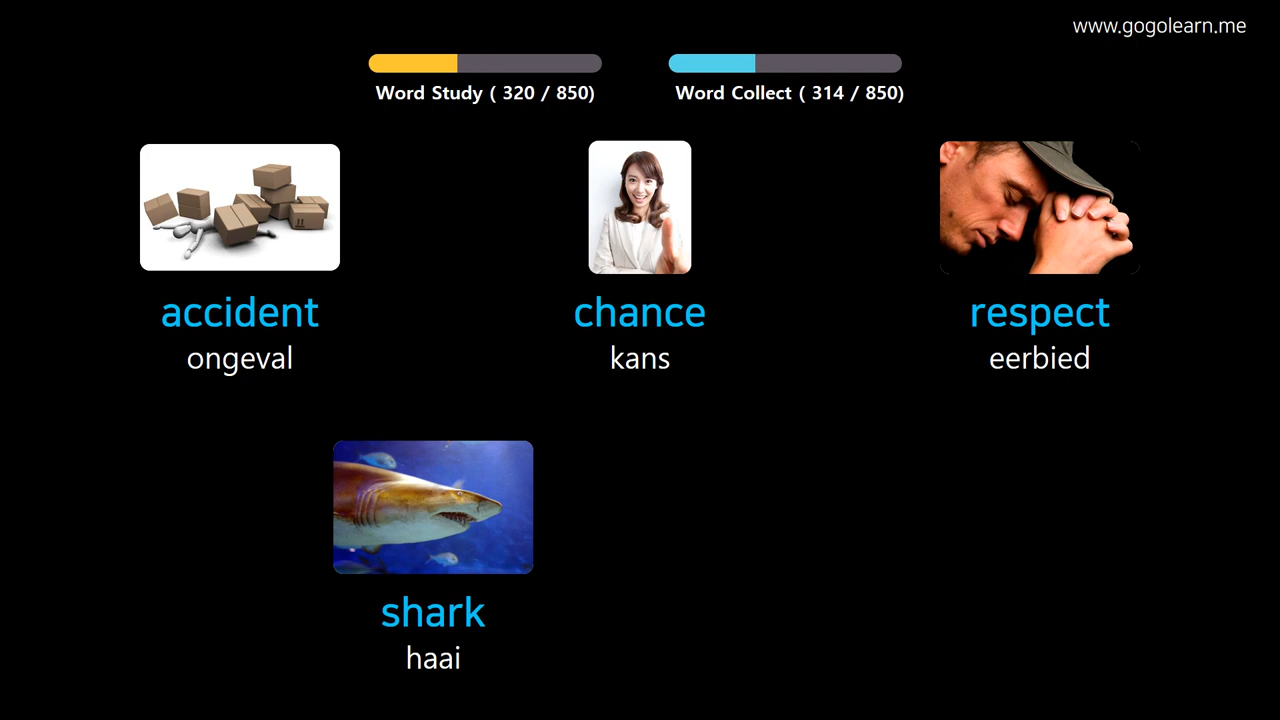 www.gogolearn.me
Word Study ( 320 / 850)
Word Collect ( 314 / 850)
accident
ongeval
chance
kans
respect
eerbied
shark
haai